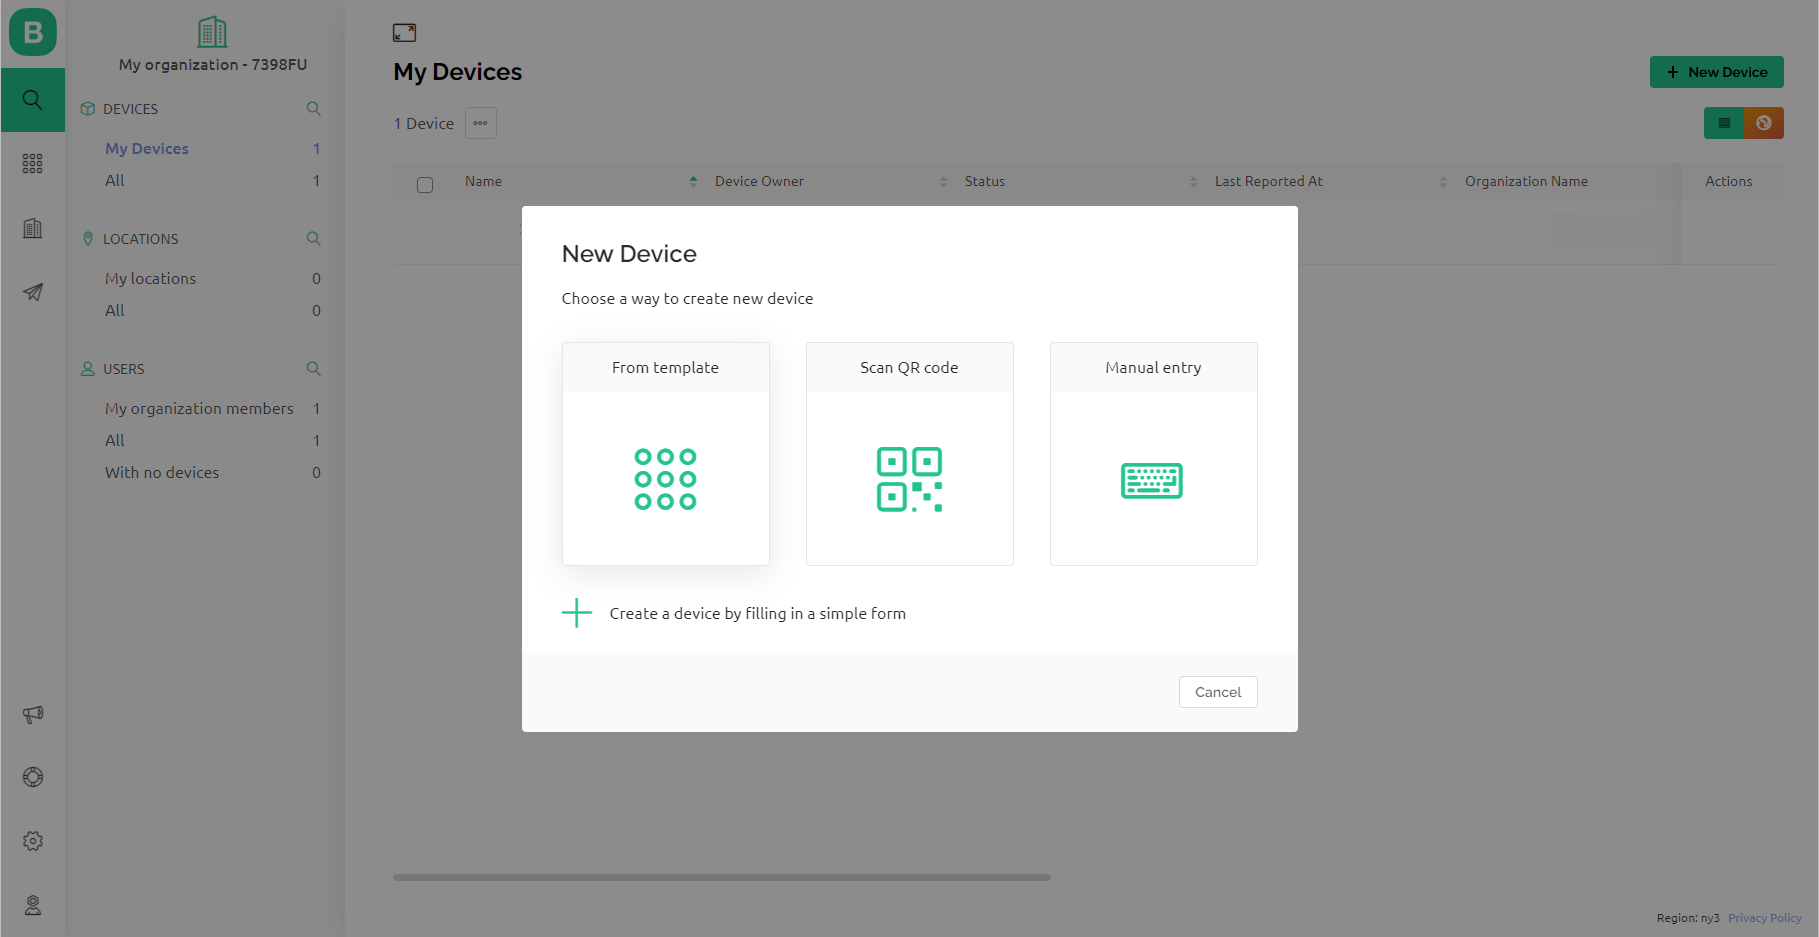 B
My organization - 7398FU
DEVICES
My Devices 1
All 1
LOCATIONS
My locations 0
All 0
USERS
My organization members 1
All 1
With no devices 0
My Devices
+ New Device
1 Device
Name
Device Owner
Status
Last Reported At
Organization Name
Actions
New Device
Choose a way to create new device
From template
Scan QR code
Manual entry
Create a device by filling in a simple form
Cancel
Region: ny3 Privacy Policy